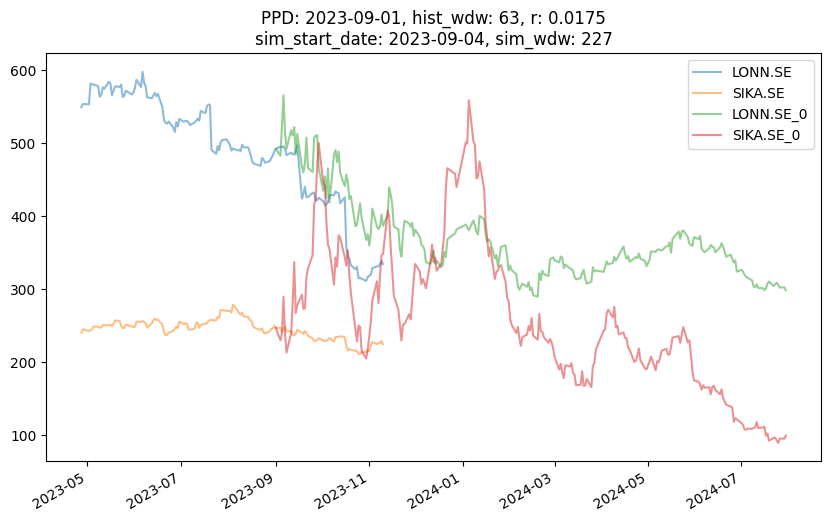 PPD: 2023-09-01, hist_wdw: 63, r: 0.0175
sim_start_date: 2023-09-04, sim_wdw: 227
LONN.SE
SIKA.SE
LONN.SE_0
SIKA.SE_0
600
500
400
300
200
100
2023-05
2023-07
2023-09
2023-11
2024-01
2024-03
2024-05
2024-07